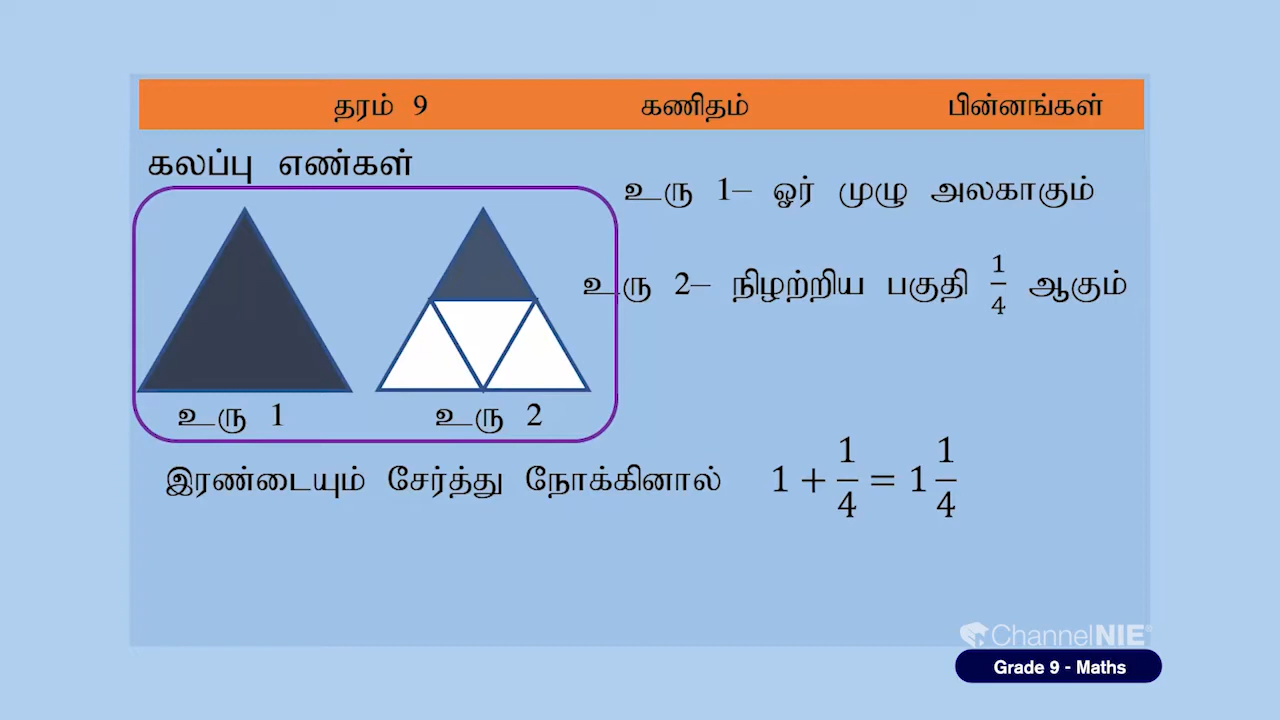 தரம் 9 கணிதம் பின்னங்கள்
கலப்பு எண்கள்
உரு 1– ஓர் முழு அலகாகும்
உரு 2– நிழற்றிய பகுதி 1/4 ஆகும்
உரு 1 உரு 2
இரண்டையும் சேர்த்து நோக்கினால் 1 + 1/4 = 1 1/4
ChannelNIE®
Grade 9 - Maths